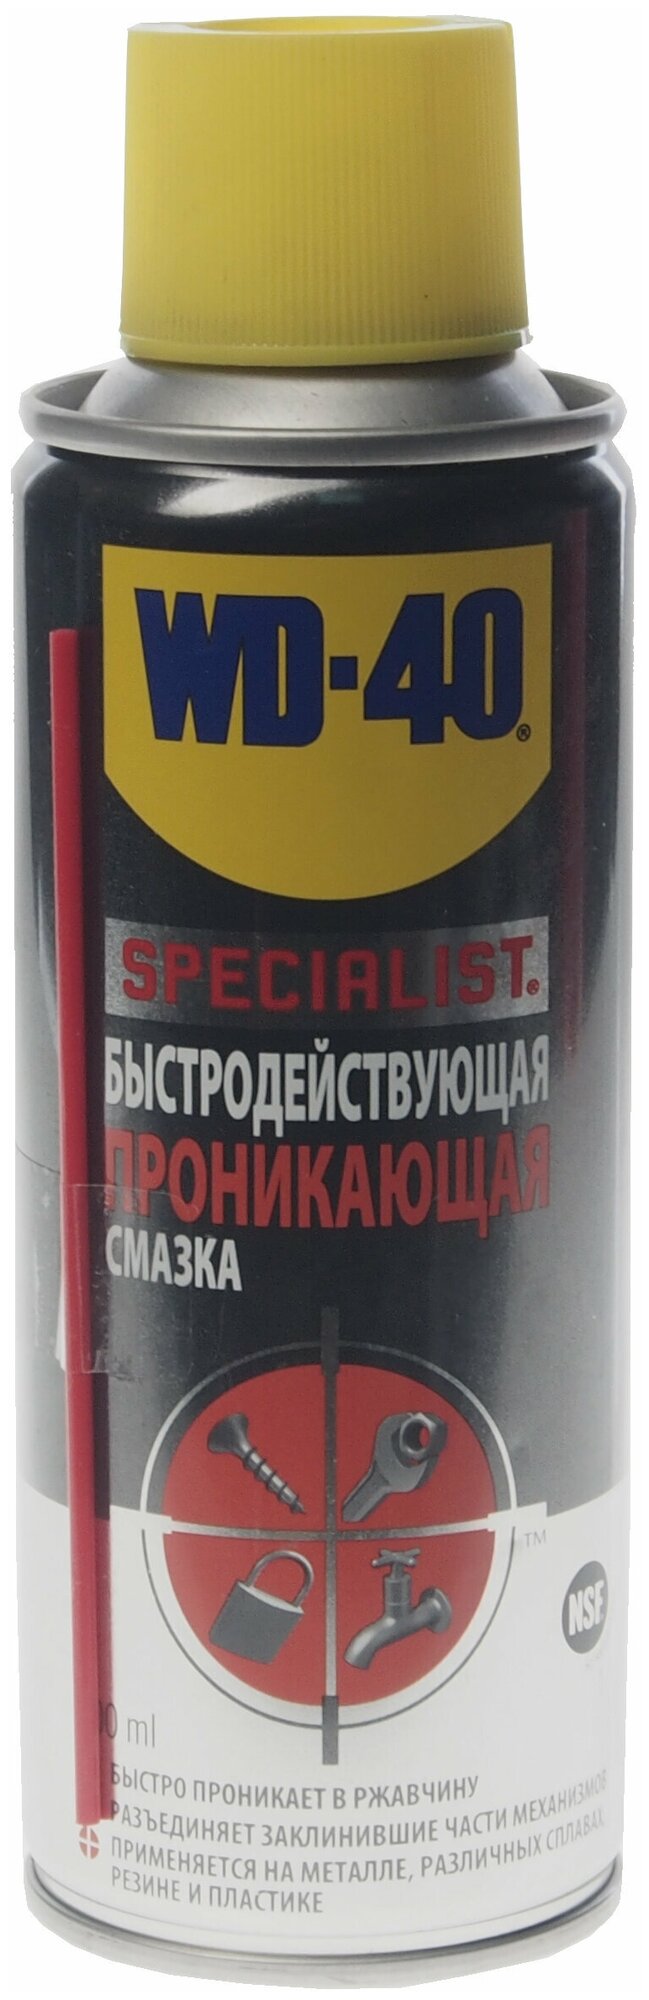 WD-40®
SPECIALIST®
БЫСТРОДЕЙСТВУЮЩАЯ
ПРОНИКАЮЩАЯ
СМАЗКА
TM
NSF
ml
БЫСТРО ПРОНИКАЕТ В РЖАВЧИНУ
РАЗЪЕДИНЯЕТ ЗАКЛИНИВШИЕ ЧАСТИ МЕХАНИЗМОВ
ПРИМЕНЯЕТСЯ НА МЕТАЛЛЕ, РАЗЛИЧНЫХ СПЛАВАХ,
РЕЗИНЕ И ПЛАСТИКЕ